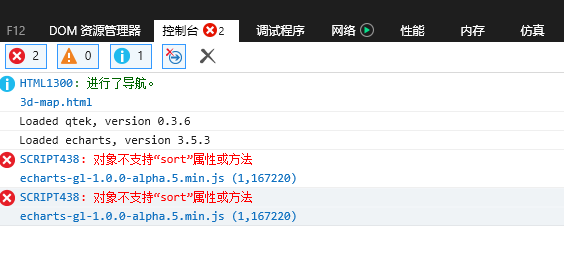 F12 DOM 资源管理器 控制台 2 调试程序 网络 性能 内存 仿真
2 0 1
HTML1300: 进行了导航。
3d-map.html
Loaded qtek, version 0.3.6
Loaded echarts, version 3.5.3
SCRIPT438: 对象不支持“sort”属性或方法
echarts-gl-1.0.0-alpha.5.min.js (1,167220)
SCRIPT438: 对象不支持“sort”属性或方法
echarts-gl-1.0.0-alpha.5.min.js (1,167220)